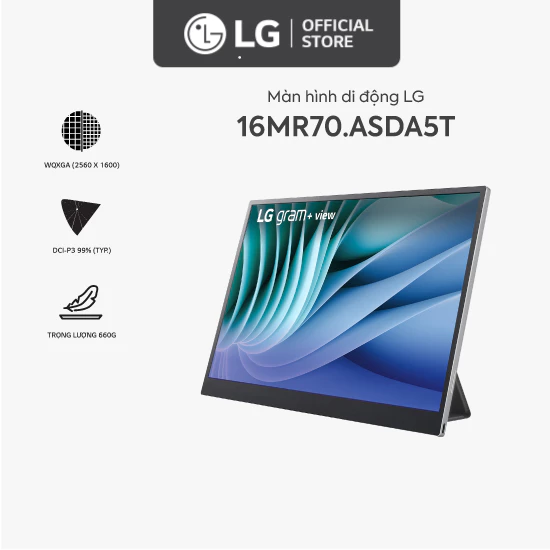 LG
OFFICIAL
STORE
Màn hình di động LG
16MR70.ASDA5T
WQXGA (2560 X 1600)
DCI-P3 99% (TYP.)
TRỌNG LƯỢNG 660G
LG gram+ view